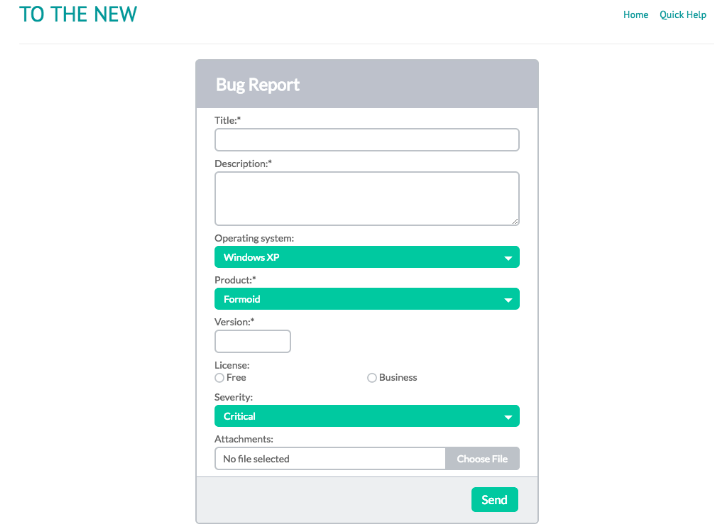 TO THE NEW
Home Quick Help
Bug Report
Title:*
Description:*
Operating system:
Windows XP
Product:*
Formoid
Version:*
License:
Free Business
Severity:
Critical
Attachments:
No file selected Choose File
Send